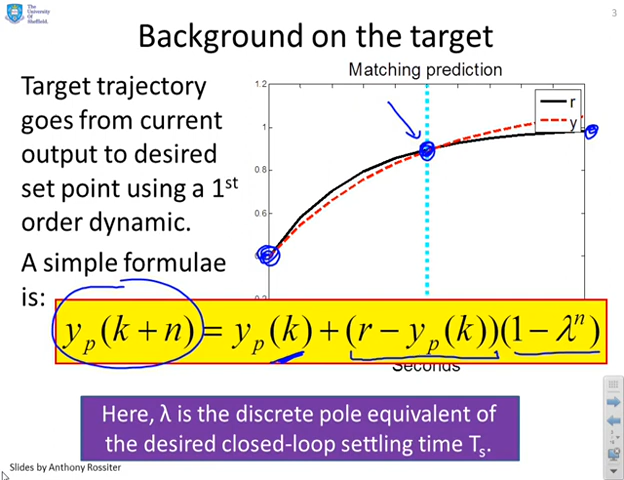 The
University
Of
Sheffield.
3
Background on the target
Target trajectory
goes from current
output to desired
set point using a 1st
order dynamic.
A simple formulae
is:
Matching prediction
1.2
1
0.8
0.6
0.2
r
y
y_p(k + n) = y_p(k) + (r − y_p(k))(1 − λ^n)
Seconds
Here, λ is the discrete pole equivalent of
the desired closed-loop settling time Ts.
Slides by Anthony Rossiter